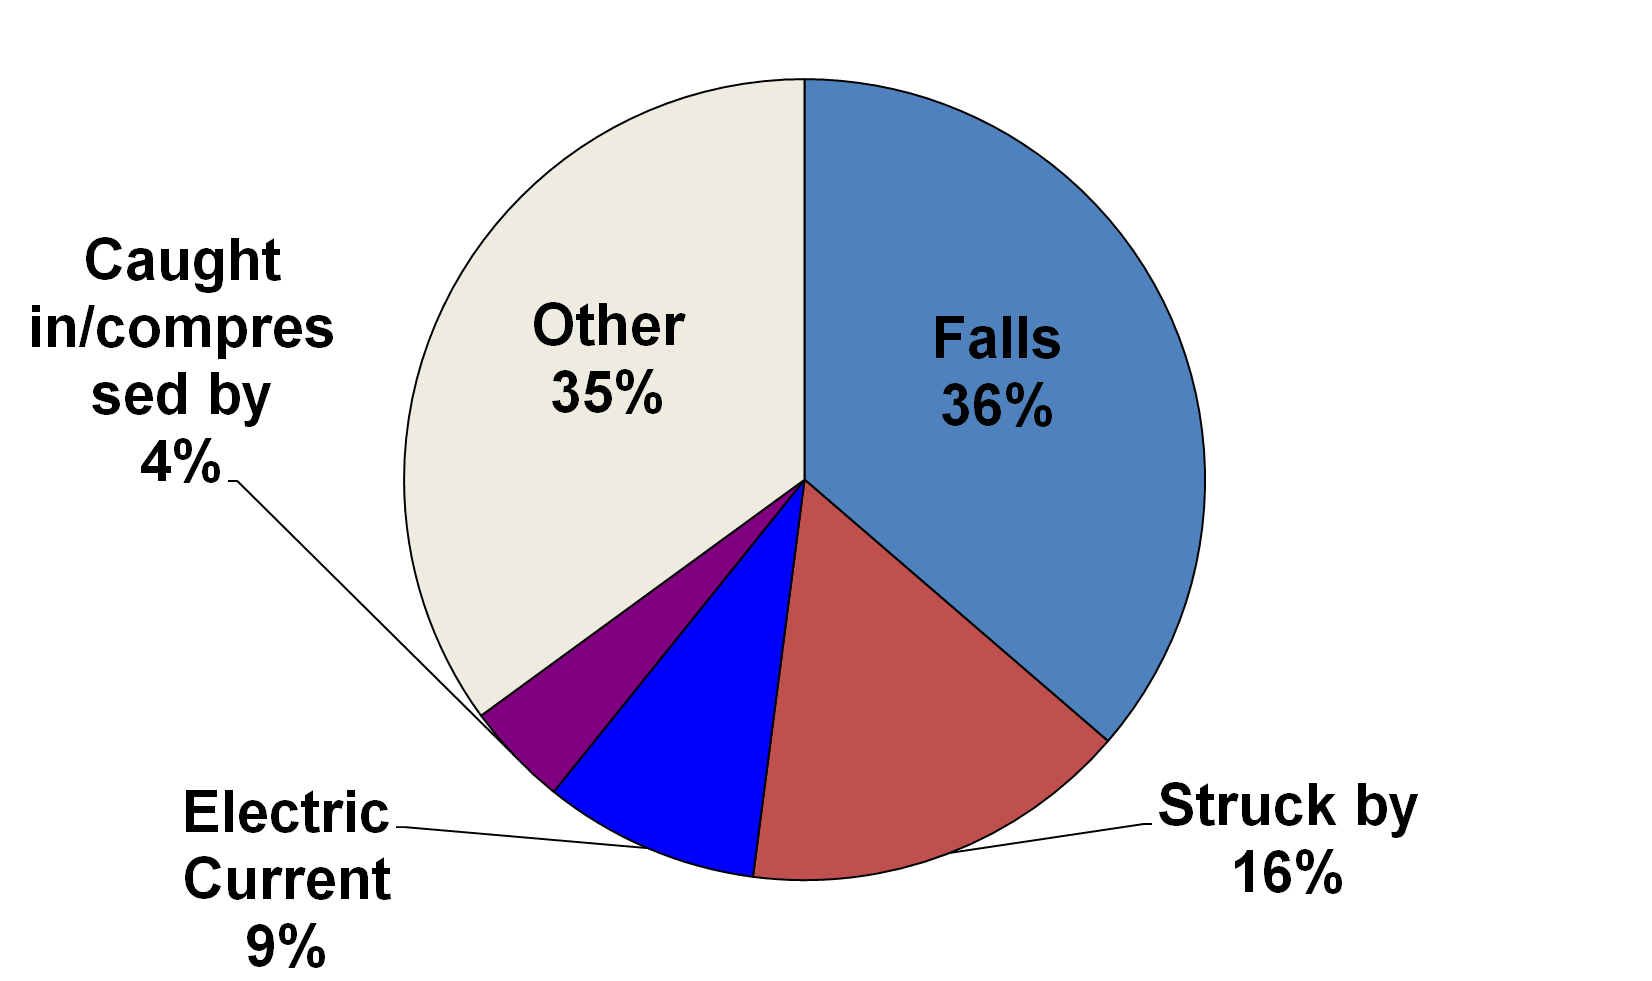 Caught
in/compres
sed by
4%
Other
35%
Falls
36%
Electric
Current
9%
Struck by
16%